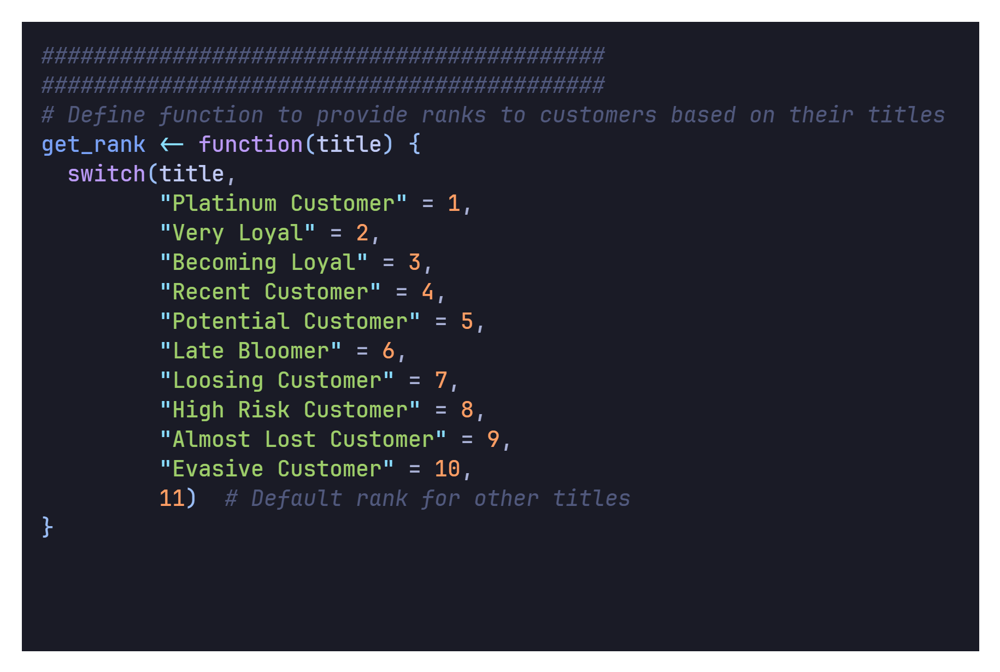 ###########################################
###########################################
# Define function to provide ranks to customers based on their titles
get_rank <- function(title) {
  switch(title,
         "Platinum Customer" = 1,
         "Very Loyal" = 2,
         "Becoming Loyal" = 3,
         "Recent Customer" = 4,
         "Potential Customer" = 5,
         "Late Bloomer" = 6,
         "Loosing Customer" = 7,
         "High Risk Customer" = 8,
         "Almost Lost Customer" = 9,
         "Evasive Customer" = 10,
         11)  # Default rank for other titles
}